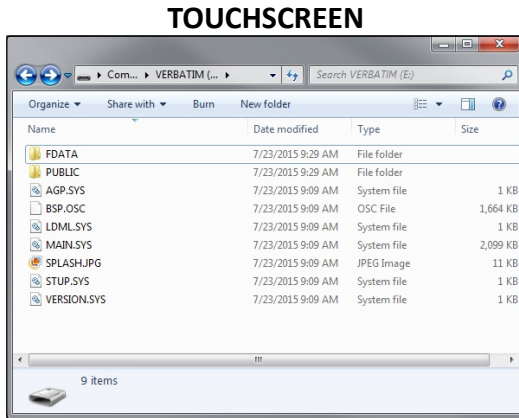 TOUCHSCREEN
Com... VERBATIM (...
Search VERBATIM (E:)
Organize Share with Burn New folder
Name Date modified Type Size
FDATA 7/23/2015 9:29 AM File folder
PUBLIC 7/23/2015 9:29 AM File folder
AGP.SYS 7/23/2015 9:09 AM System file 1 KB
BSP.OSC 7/23/2015 9:09 AM OSC File 1,664 KB
LDML.SYS 7/23/2015 9:09 AM System file 1 KB
MAIN.SYS 7/23/2015 9:09 AM System file 2,099 KB
SPLASH.JPG 7/23/2015 9:09 AM JPEG Image 11 KB
STUP.SYS 7/23/2015 9:09 AM System file 1 KB
VERSION.SYS 7/23/2015 9:09 AM System file 1 KB
9 items